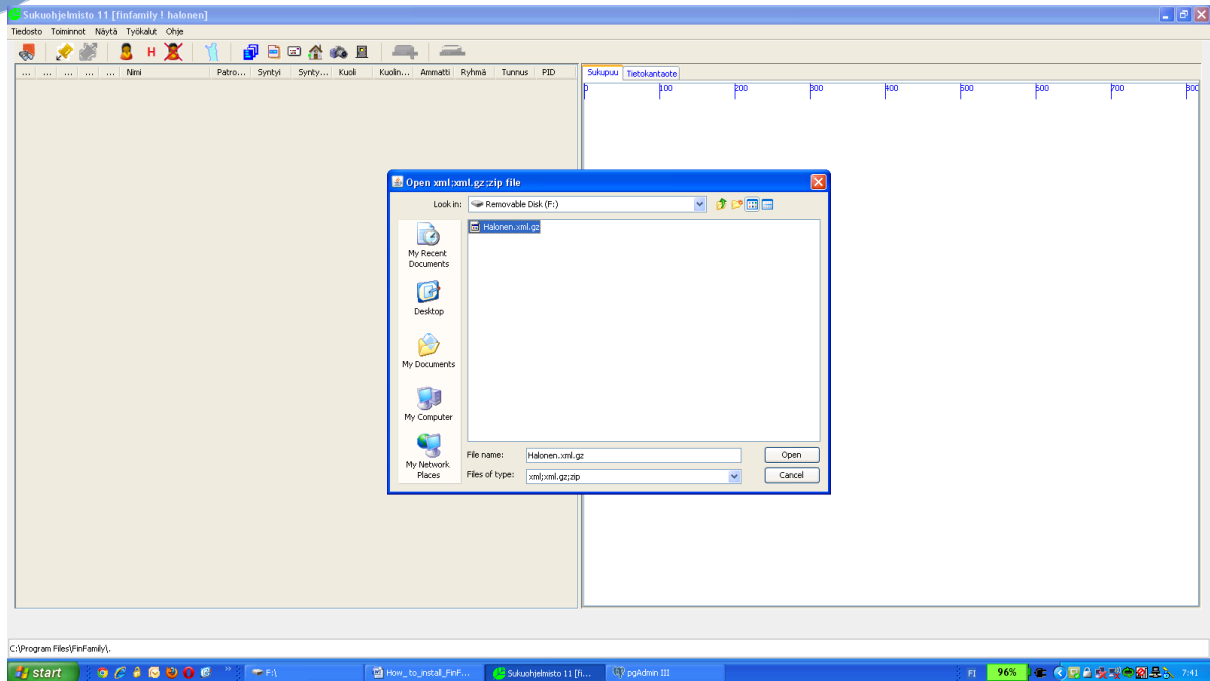 Sukuohjelmisto 11 [finfamily ! halonen]
Tiedosto Toiminnot Näytä Työkalut Ohje
H
... ... ... ... ... Nimi Patro... Syntyi Synty... Kuoli Kuolin... Ammatti Ryhmä Tunnus PID
Sukupuu Tietokantaote
0 100 200 300 400 500 600 700 800
Open xml;xml.gz;zip file
Look in: Removable Disk (F:)
Halonen.xml.gz
My Recent
Documents
Desktop
My Documents
My Computer
My Network
Places
File name: Halonen.xml.gz Open
Files of type: xml;xml.gz;zip Cancel
C:\Program Files\FinFamily\.
start F:\ How_to_install_FinF... Sukuohjelmisto 11 [fi... pgAdmin III FI 96% 7:41